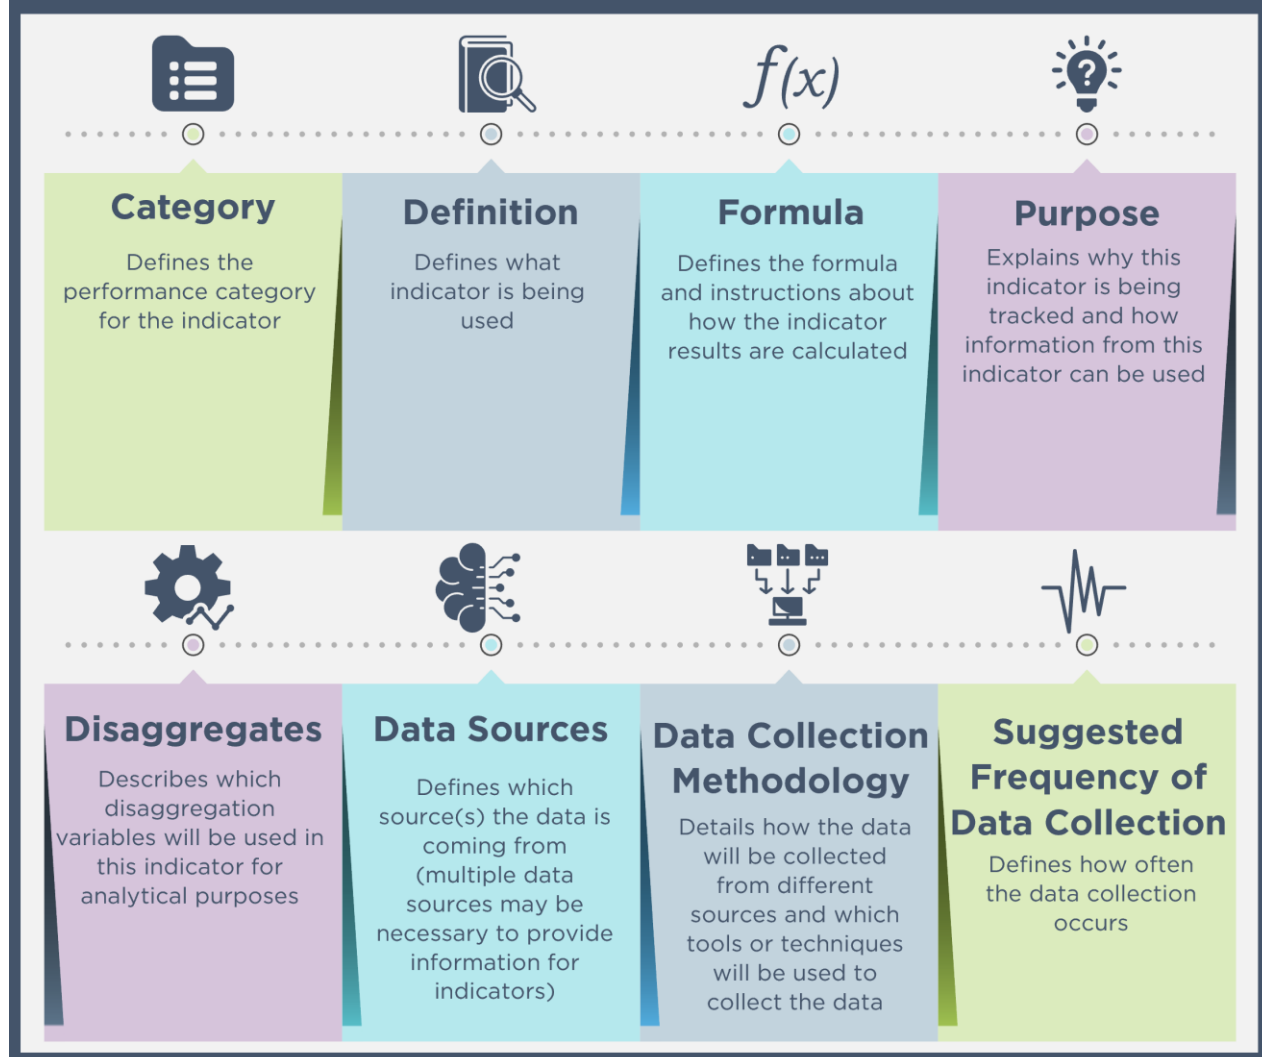 f(x)
?
Category
Defines the
performance category
for the indicator
Definition
Defines what
indicator is being
used
Formula
Defines the formula
and instructions about
how the indicator
results are calculated
Purpose
Explains why this
indicator is being
tracked and how
information from this
indicator can be used
Disaggregates
Describes which
disaggregation
variables will be used in
this indicator for
analytical purposes
Data Sources
Defines which
source(s) the data is
coming from
(multiple data
sources may be
necessary to provide
information for
indicators)
Data Collection
Methodology
Details how the data
will be collected
from different
sources and which
tools or techniques
will be used to
collect the data
Suggested
Frequency of
Data Collection
Defines how often
the data collection
occurs